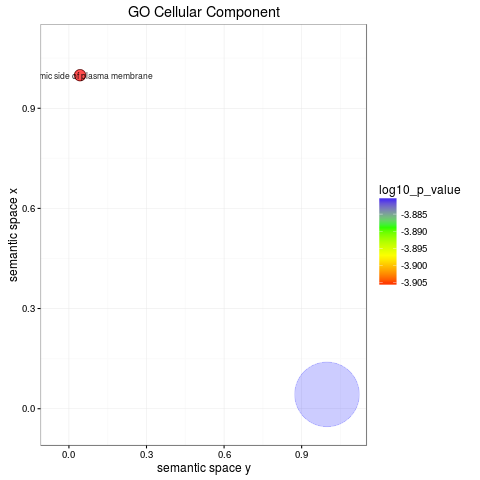 GO Cellular Component
mic side of plasma membrane
semantic space x
0.9
0.6
0.3
0.0
0.0 0.3 0.6 0.9
semantic space y
log10_p_value
-3.885
-3.890
-3.895
-3.900
-3.905